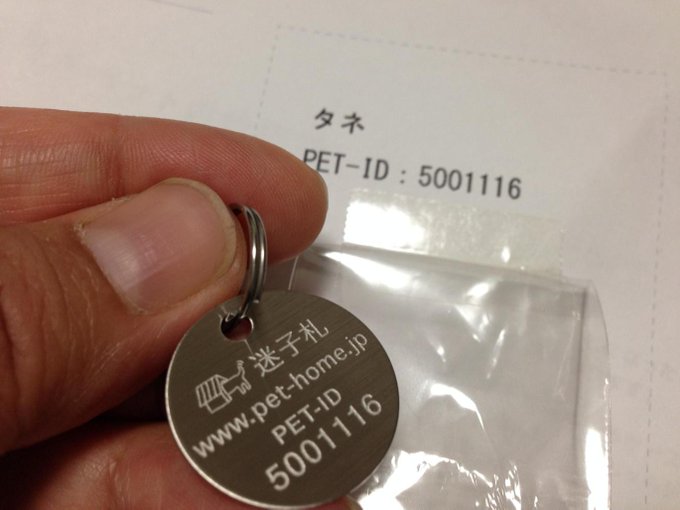 タネ
PET-ID : 5001116
迷子札
www.pet-home.jp
PET-ID
5001116